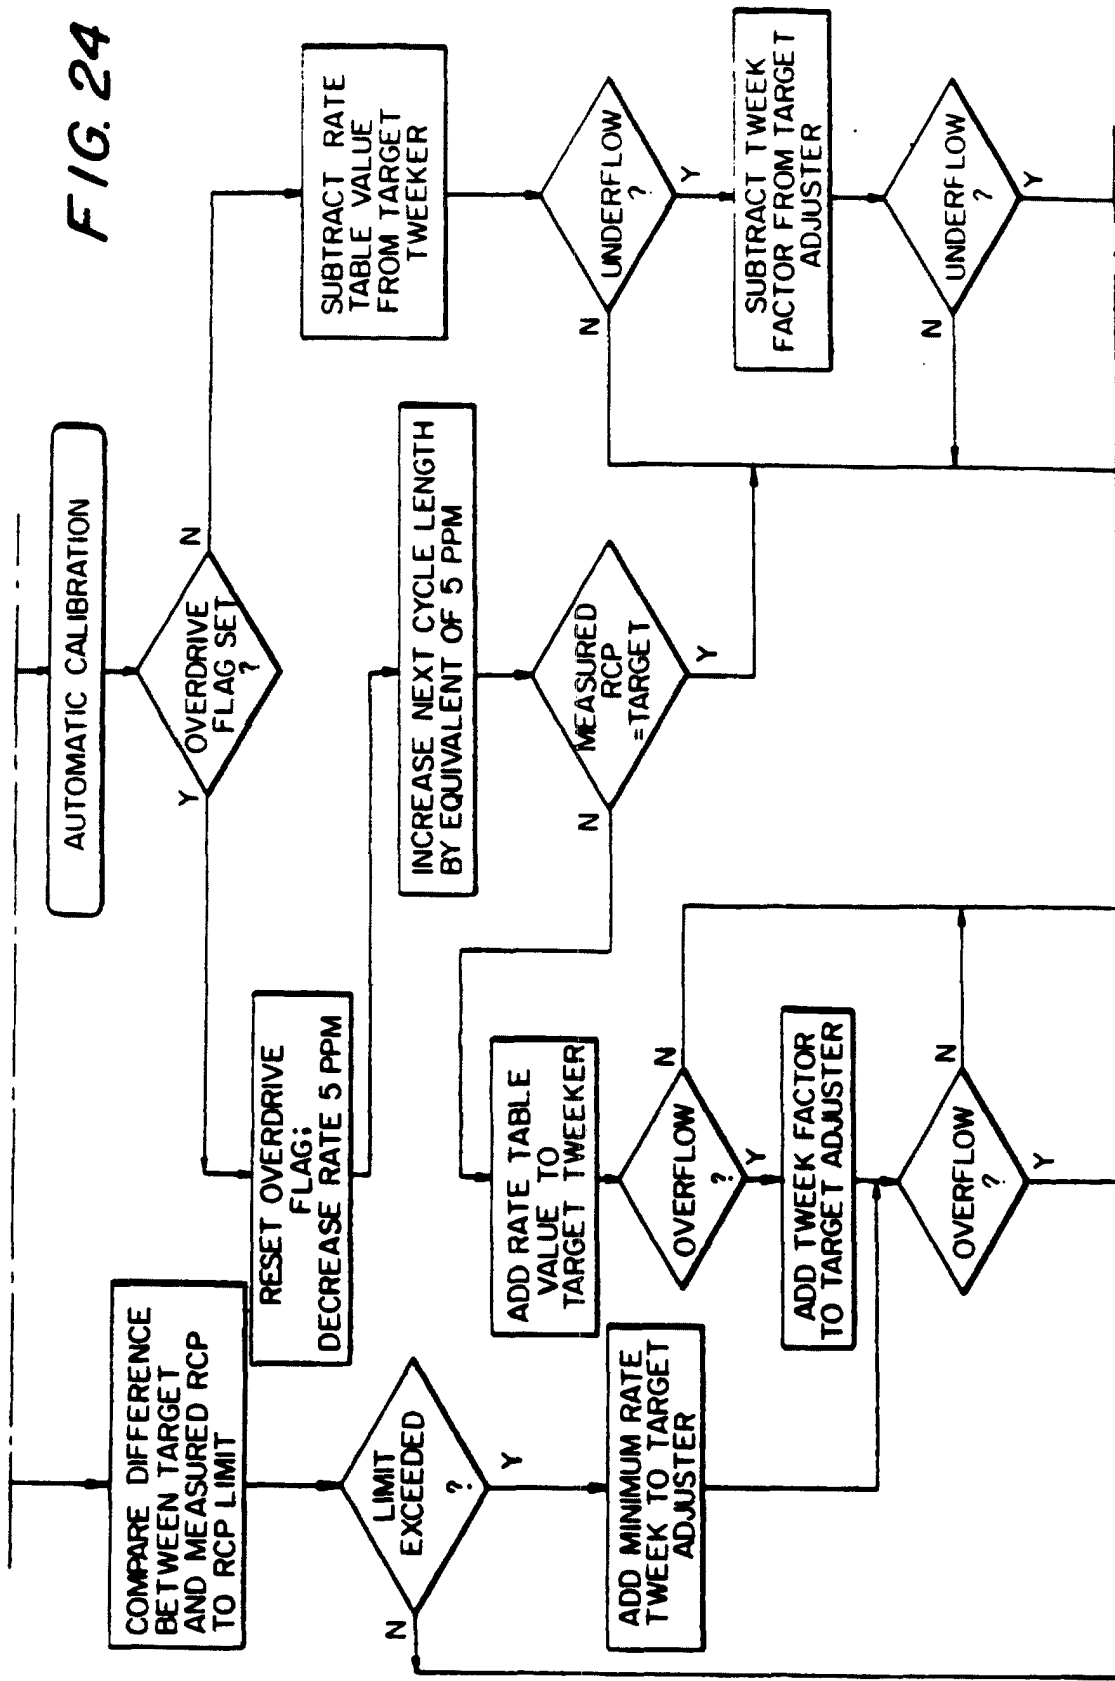 FIG. 24
AUTOMATIC CALIBRATION
OVERDRIVE
FLAG SET
?
Y
N
COMPARE DIFFERENCE
BETWEEN TARGET
AND MEASURED RCP
TO RCP LIMIT
RESET OVERDRIVE
FLAG;
DECREASE RATE 5 PPM
SUBTRACT RATE
TABLE VALUE
FROM TARGET
TWEEKER
LIMIT
EXCEEDED
?
N
Y
INCREASE NEXT CYCLE LENGTH
BY EQUIVALENT OF 5 PPM
UNDERFLOW
?
N
Y
ADD RATE TABLE
VALUE TO
TARGET TWEEKER
MEASURED
RCP
=TARGET
N
Y
ADD MINIMUM RATE
TWEEK TO TARGET
ADJUSTER
OVERFLOW
?
N
Y
SUBTRACT TWEEK
FACTOR FROM TARGET
ADJUSTER
ADD TWEEK FACTOR
TO TARGET ADJUSTER
OVERFLOW
?
N
Y
UNDERFLOW
?
N
Y